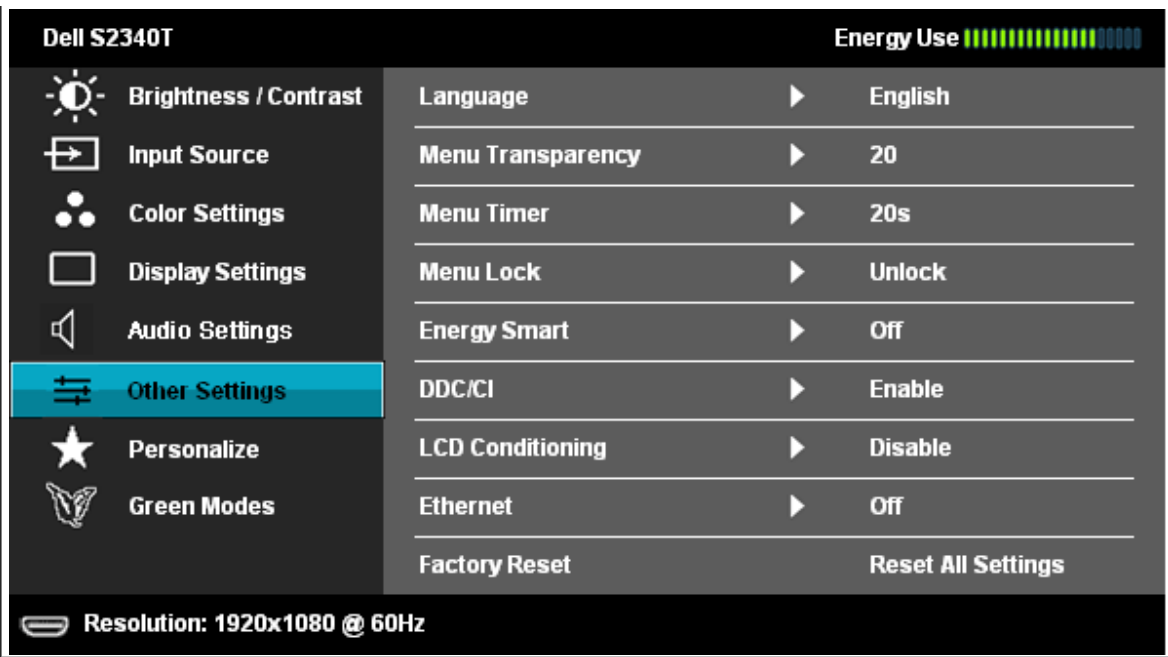 Dell S2340T Energy Use
Brightness / Contrast
Input Source
Color Settings
Display Settings
Audio Settings
Other Settings
Personalize
Green Modes
Language English
Menu Transparency 20
Menu Timer 20s
Menu Lock Unlock
Energy Smart Off
DDC/CI Enable
LCD Conditioning Disable
Ethernet Off
Factory Reset Reset All Settings
Resolution: 1920x1080 @ 60Hz